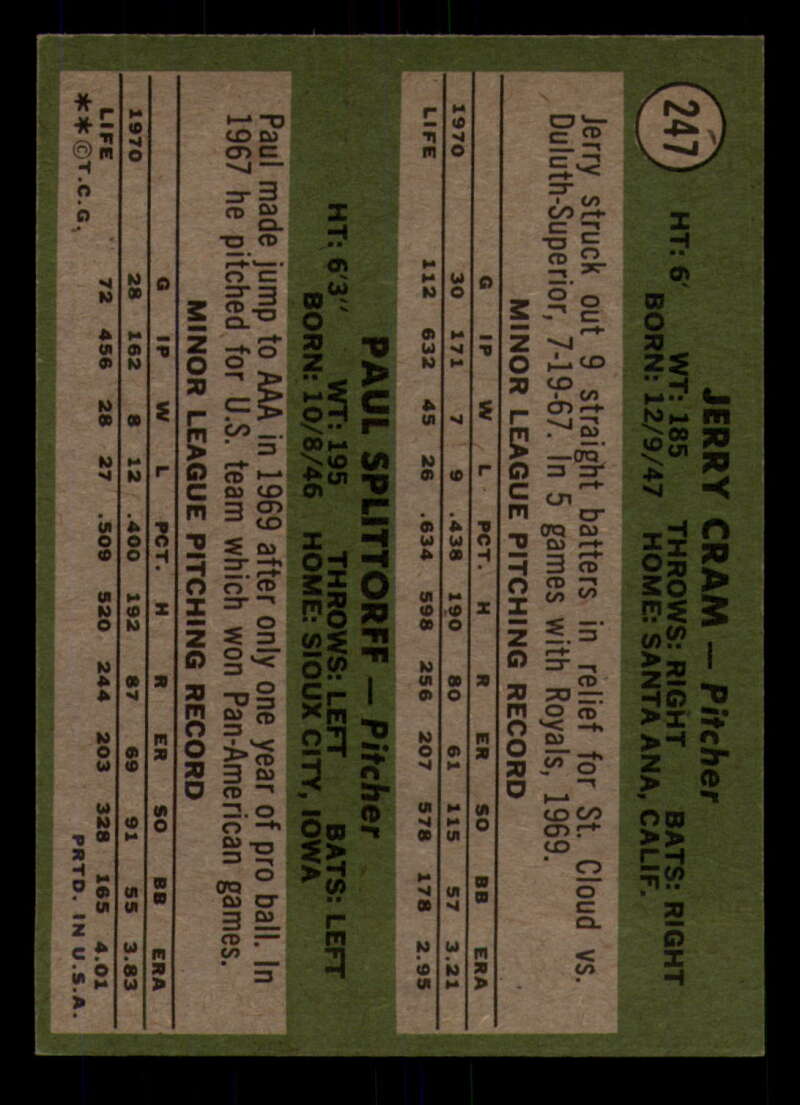 247
JERRY CRAM — Pitcher
HT: 6' WT: 185 THROWS: RIGHT BATS: RIGHT
BORN: 12/9/47 HOME: SANTA ANA, CALIF.
Jerry struck out 9 straight batters in relief for St. Cloud vs.
Duluth-Superior, 7-19-67. In 5 games with Royals, 1969.
MINOR LEAGUE PITCHING RECORD
G IP W L PCT. H R ER SO BB ERA
1970 30 171 7 9 .438 190 80 61 115 57 3.21
LIFE 112 632 45 26 .634 598 256 207 578 178 2.95
PAUL SPLITTORFF — Pitcher
HT: 6'3" WT: 195 THROWS: LEFT BATS: LEFT
BORN: 10/8/46 HOME: SIOUX CITY, IOWA
Paul made jump to AAA in 1969 after only one year of pro ball. In
1967 he pitched for U.S. team which won Pan-American games.
MINOR LEAGUE PITCHING RECORD
G IP W L PCT. H R ER SO BB ERA
1970 28 162 8 12 .400 192 87 69 91 55 3.83
LIFE 72 456 28 27 .509 520 244 203 328 165 4.01
**©T.C.G. PRTD. IN U.S.A.